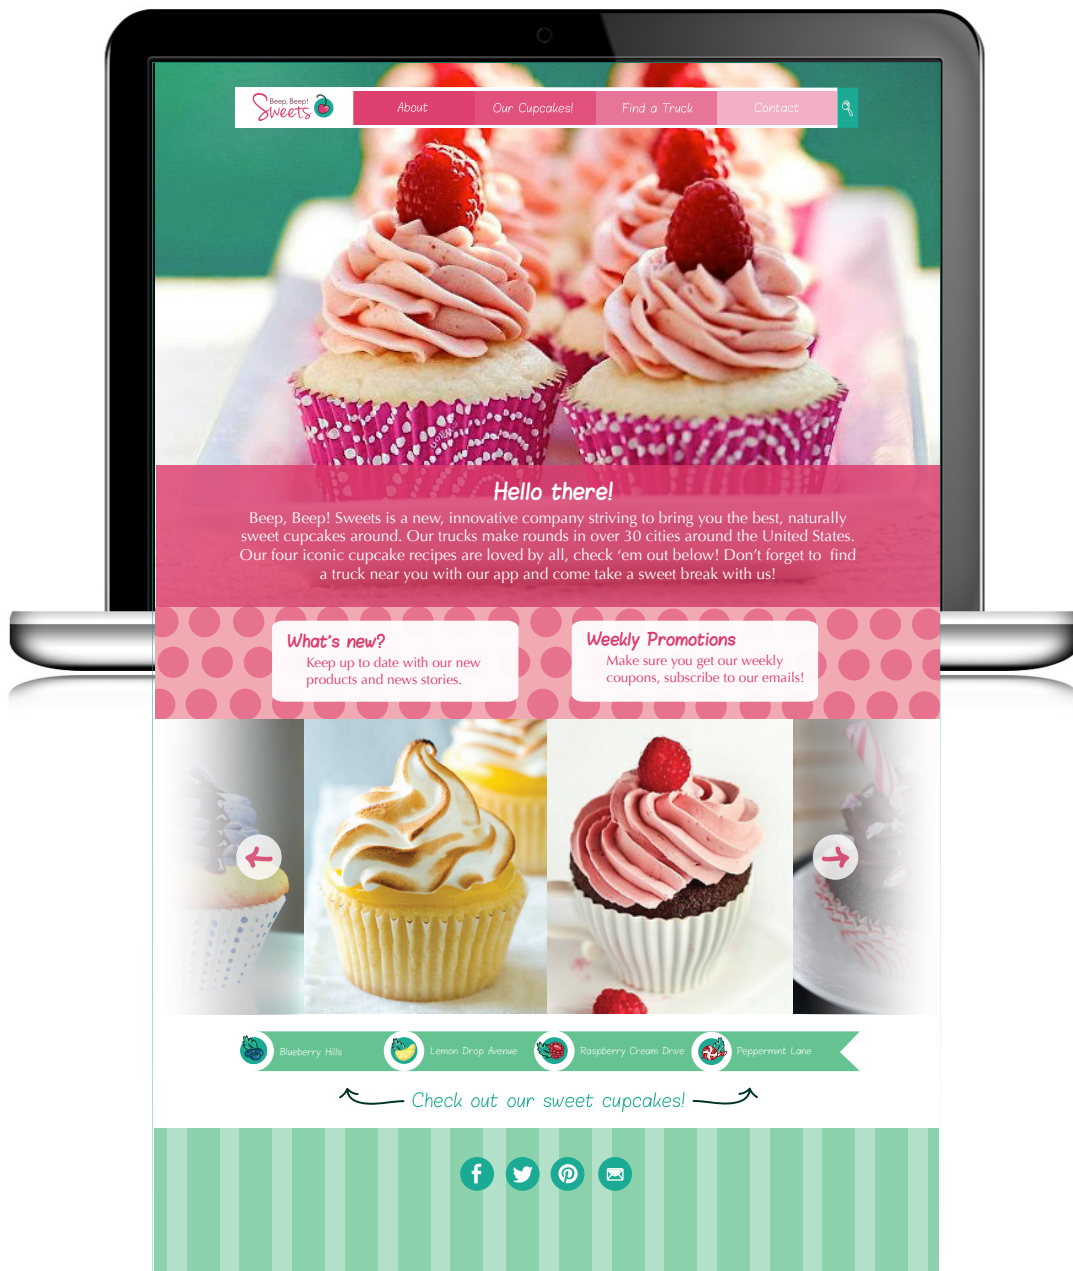 Beep, Beep!
Sweets
About
Our Cupcakes!
Find a Truck
Contact
Hello there!
Beep, Beep! Sweets is a new, innovative company striving to bring you the best, naturally
sweet cupcakes around. Our trucks make rounds in over 30 cities around the United States.
Our four iconic cupcake recipes are loved by all, check ‘em out below! Don’t forget to  find
a truck near you with our app and come take a sweet break with us!
What's new?
Keep up to date with our new
products and news stories.
Weekly Promotions
Make sure you get our weekly
coupons, subscribe to our emails!
Blueberry Hills
Lemon Drop Avenue
Raspberry Cream Drive
Peppermint Lane
Check out our sweet cupcakes!